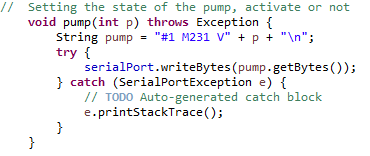 //  Setting the state of the pump, activate or not
void pump(int p) throws Exception {
String pump = "#1 M231 V" + p + "\n";
try {
serialPort.writeBytes(pump.getBytes());
} catch (SerialPortException e) {
// TODO Auto-generated catch block
e.printStackTrace();
}
}